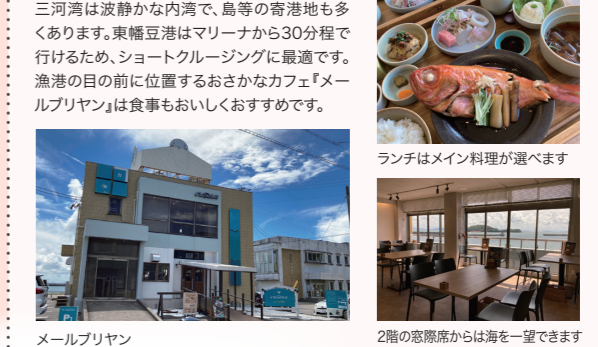 三河湾は波静かな内湾で、島等の寄港地も多
くあります。東幡豆港はマリーナから30分程で
行けるため、ショートクルージングに最適です。
漁港の目の前に位置するおさかなカフェ『メー
ルブリヤン』は食事もおいしくおすすめです。
ランチはメイン料理が選べます
メールブリヤン
2階の窓際席からは海を一望できます